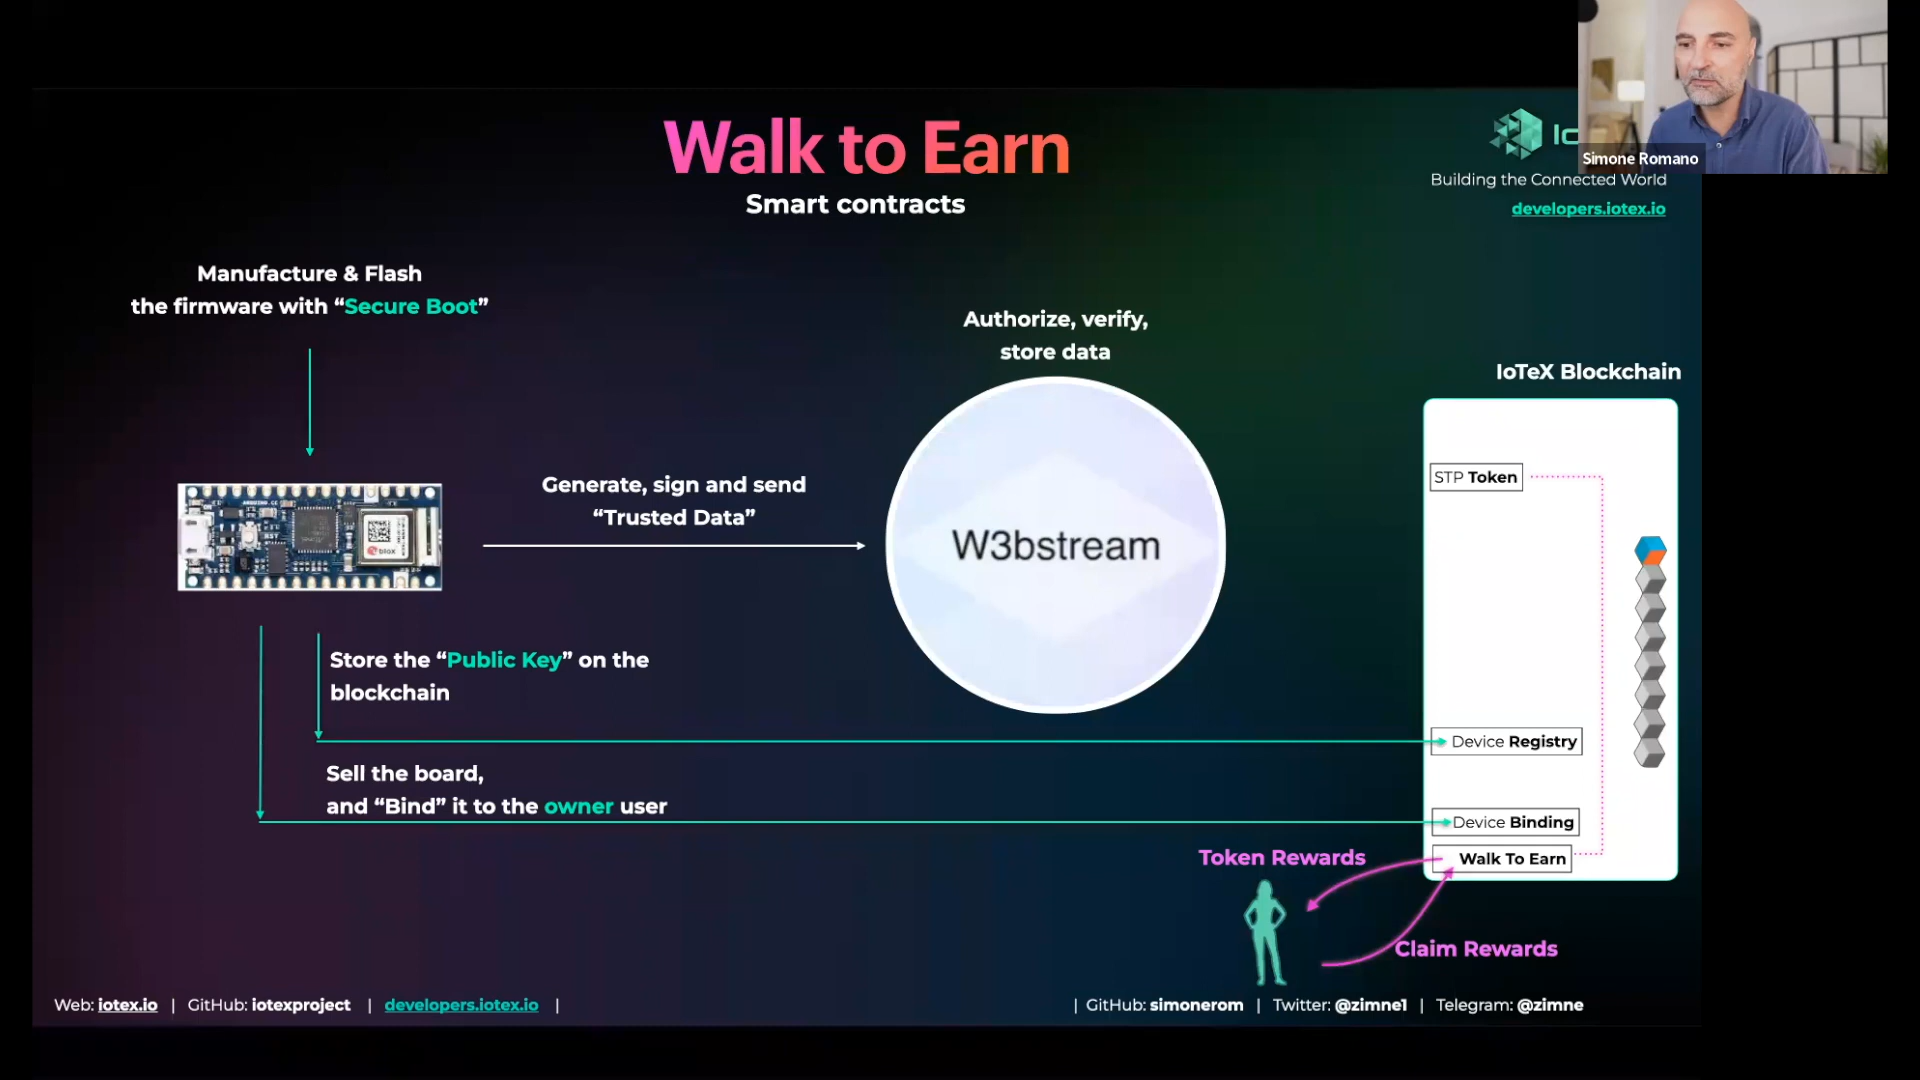 Walk to Earn
Smart contracts
Io
Simone Romano
Building the Connected World
developers.iotex.io
Manufacture & Flash
the firmware with “Secure Boot”
Authorize, verify,
store data
IoTeX Blockchain
STP Token
Generate, sign and send
“Trusted Data”
W3bstream
Store the “Public Key” on the
blockchain
Device Registry
Sell the board,
and “Bind” it to the owner user
Device Binding
Token Rewards
Walk To Earn
Claim Rewards
Web: iotex.io | GitHub: iotexproject | developers.iotex.io |
| GitHub: simonerom | Twitter: @zimne1 | Telegram: @zimne